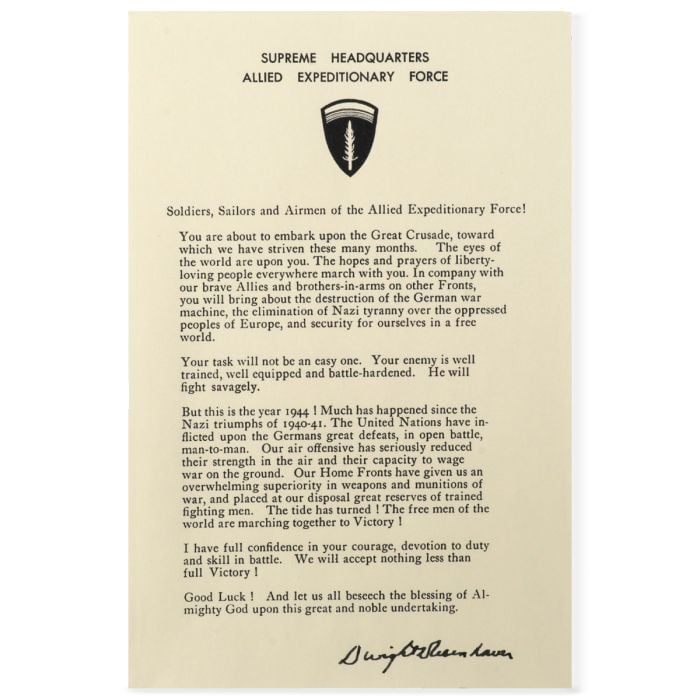 SUPREME HEADQUARTERS
ALLIED EXPEDITIONARY FORCE
Soldiers, Sailors and Airmen of the Allied Expeditionary Force!
You are about to embark upon the Great Crusade, toward
which we have striven these many months. The eyes of
the world are upon you. The hopes and prayers of liberty-
loving people everywhere march with you. In company with
our brave Allies and brothers-in-arms on other Fronts,
you will bring about the destruction of the German war
machine, the elimination of Nazi tyranny over the oppressed
peoples of Europe, and security for ourselves in a free
world.
Your task will not be an easy one. Your enemy is well
trained, well equipped and battle-hardened. He will
fight savagely.
But this is the year 1944 ! Much has happened since the
Nazi triumphs of 1940-41. The United Nations have in-
flicted upon the Germans great defeats, in open battle,
man-to-man. Our air offensive has seriously reduced
their strength in the air and their capacity to wage
war on the ground. Our Home Fronts have given us an
overwhelming superiority in weapons and munitions of
war, and placed at our disposal great reserves of trained
fighting men. The tide has turned ! The free men of the
world are marching together to Victory !
I have full confidence in your courage, devotion to duty
and skill in battle. We will accept nothing less than
full Victory !
Good Luck ! And let us all beseech the blessing of Al-
mighty God upon this great and noble undertaking.
Dwight D Eisenhower